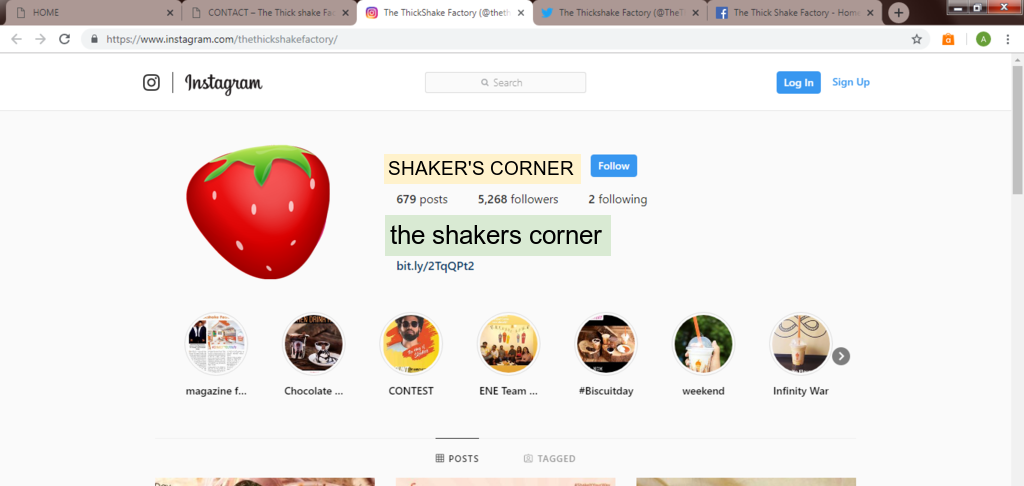 HOME
CONTACT – The Thick shake Fac
The ThickShake Factory (@theth
The Thickshake Factory (@TheT
The Thick Shake Factory - Home
https://www.instagram.com/thethickshakefactory/
A
Instagram
Search
Log In
Sign Up
SHAKER'S CORNER
Follow
679 posts 5,268 followers 2 following
the shakers corner
bit.ly/2TqQPt2
magazine f... Chocolate ... CONTEST ENE Team ... #Biscuitday weekend Infinity War
POSTS TAGGED